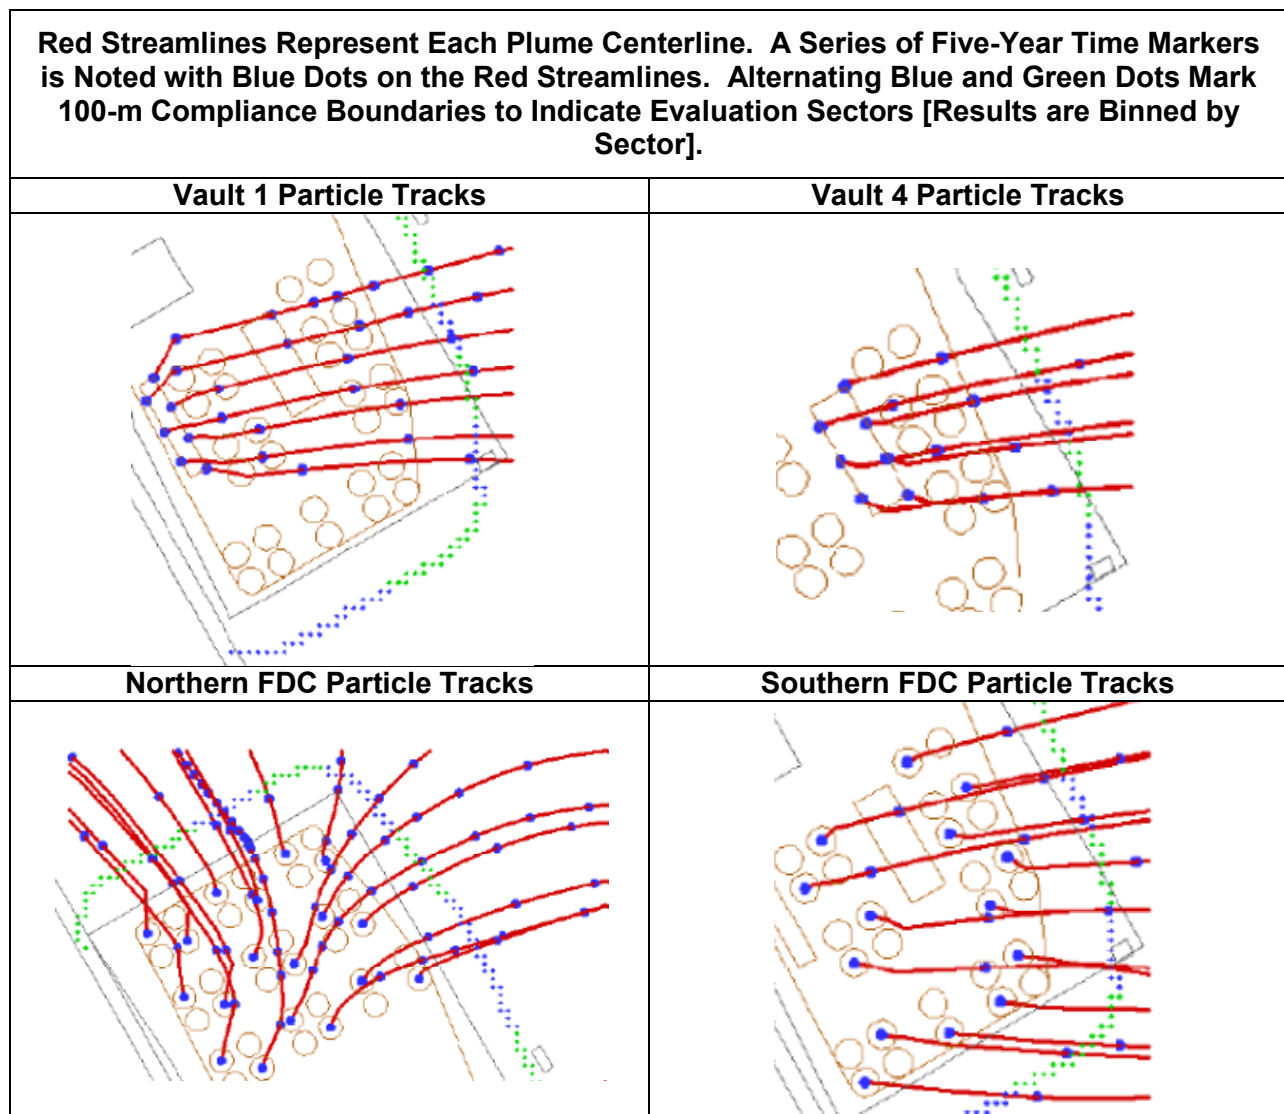 Red Streamlines Represent Each Plume Centerline. A Series of Five-Year Time Markers
is Noted with Blue Dots on the Red Streamlines. Alternating Blue and Green Dots Mark
100-m Compliance Boundaries to Indicate Evaluation Sectors [Results are Binned by
Sector].
Vault 1 Particle Tracks
Vault 4 Particle Tracks
Northern FDC Particle Tracks
Southern FDC Particle Tracks